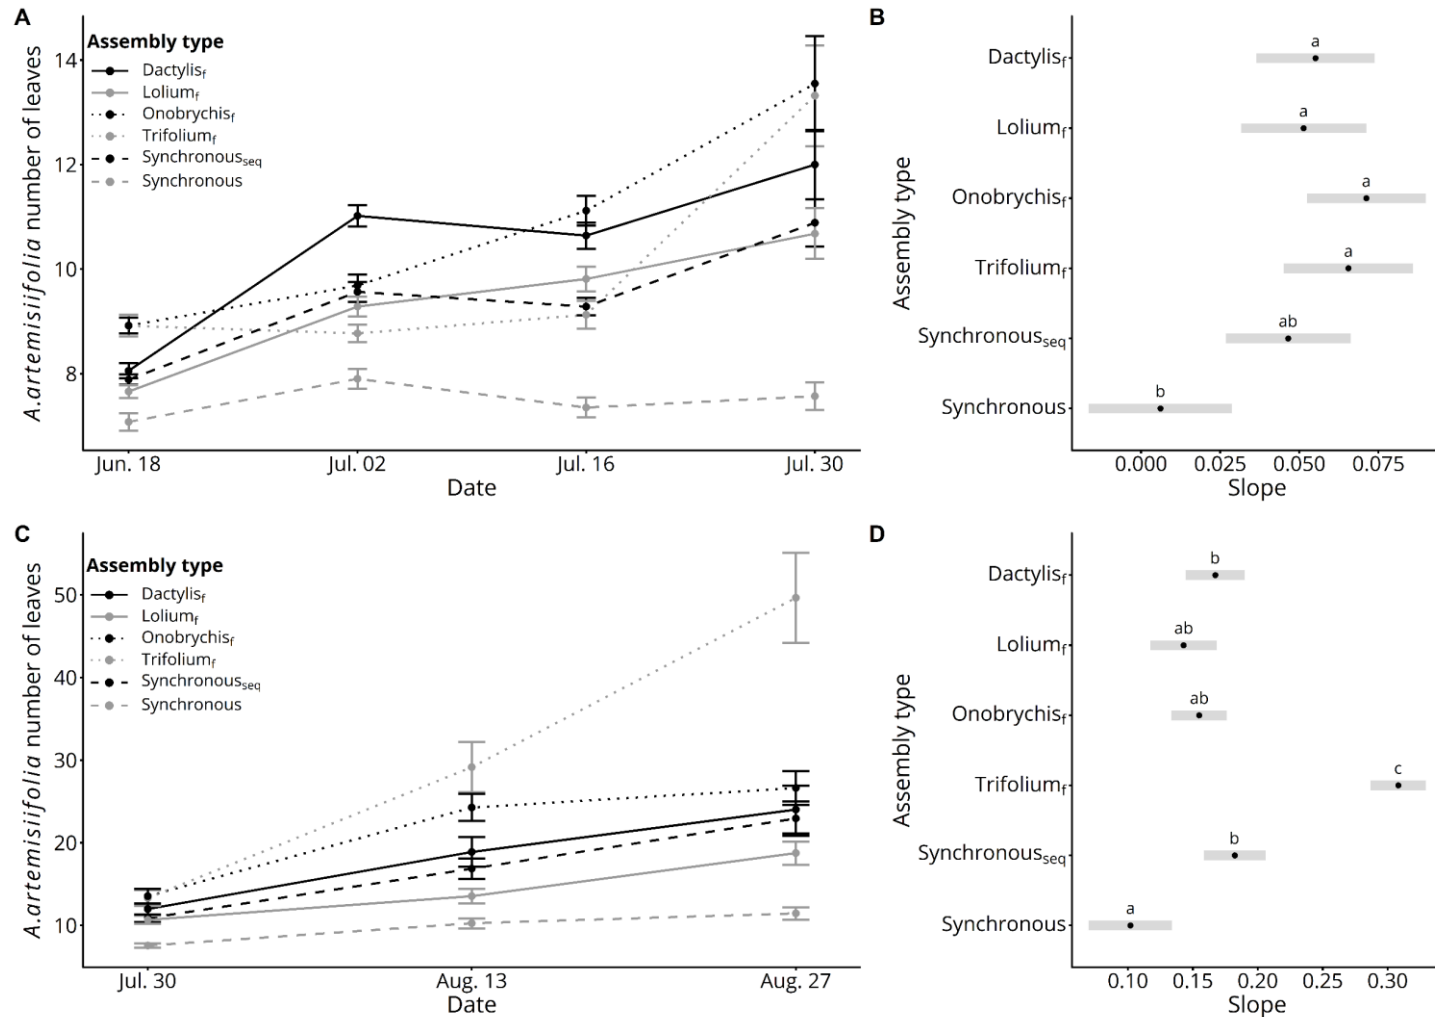 A
A.artemisiifolia number of leaves
14
12
10
8
Assembly type
Dactylisf
Loliumf
Onobrychisf
Trifoliumf
Synchronousseq
Synchronous
Jun. 18
Jul. 02
Jul. 16
Jul. 30
Date
B
Assembly type
Dactylisf
Loliumf
Onobrychisf
Trifoliumf
Synchronousseq
Synchronous
a
a
a
a
ab
b
0.000
0.025
0.050
0.075
Slope
C
A.artemisiifolia number of leaves
50
40
30
20
10
Assembly type
Dactylisf
Loliumf
Onobrychisf
Trifoliumf
Synchronousseq
Synchronous
Jul. 30
Aug. 13
Aug. 27
Date
D
Assembly type
Dactylisf
Loliumf
Onobrychisf
Trifoliumf
Synchronousseq
Synchronous
b
ab
ab
c
b
a
0.10
0.15
0.20
0.25
0.30
Slope